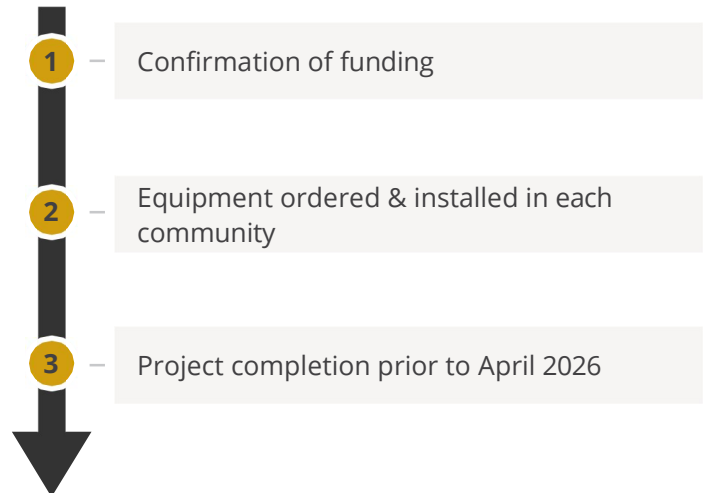 1
Confirmation of funding
2
Equipment ordered & installed in each
community
3
Project completion prior to April 2026